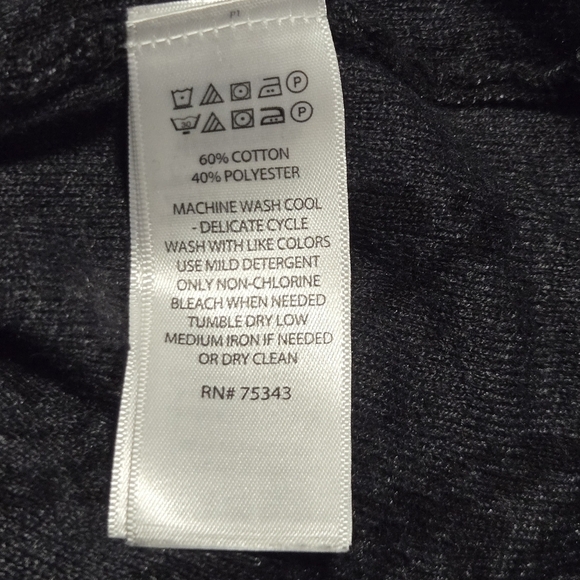 P
P
30
60% COTTON
40% POLYESTER
MACHINE WASH COOL
- DELICATE CYCLE
WASH WITH LIKE COLORS
USE MILD DETERGENT
ONLY NON-CHLORINE
BLEACH WHEN NEEDED
TUMBLE DRY LOW
MEDIUM IRON IF NEEDED
OR DRY CLEAN
RN# 75343